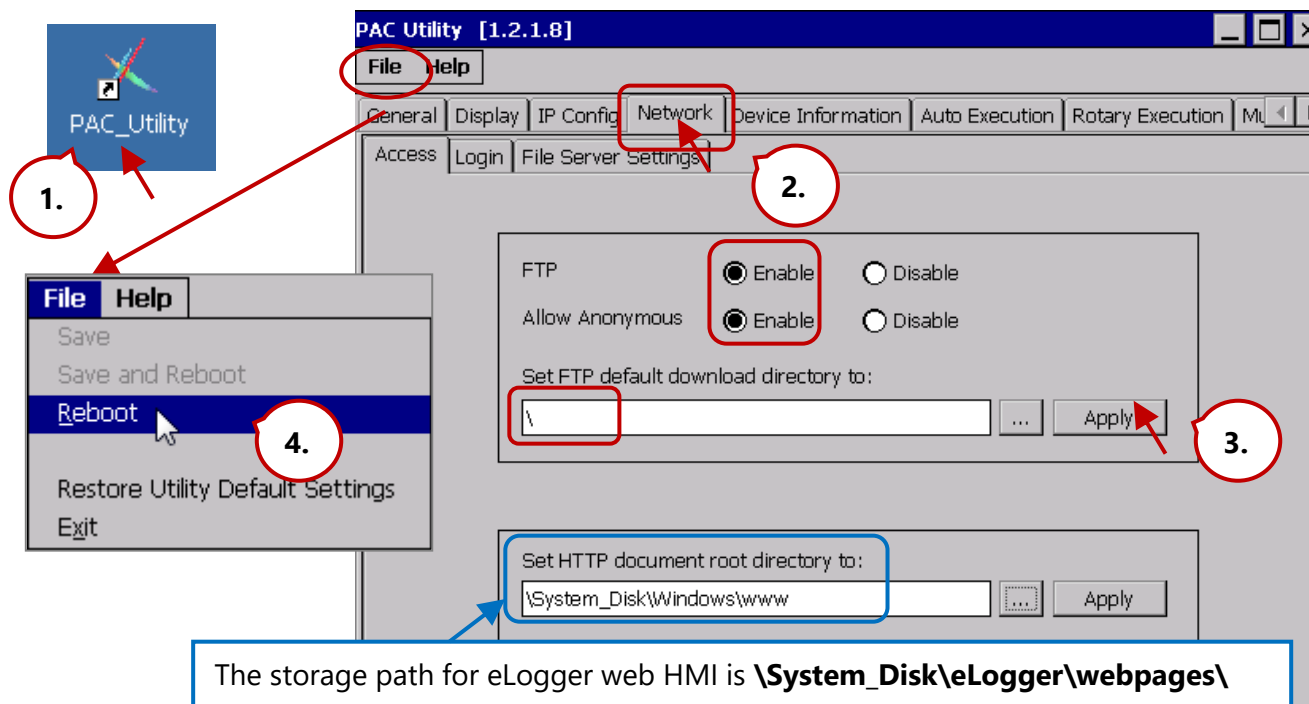 PAC_Utility
1.
PAC Utility [1.2.1.8]
File Help
General Display IP Config Network Device Information Auto Execution Rotary Execution
Access Login File Server Settings
2.
FTP Enable Disable
Allow Anonymous Enable Disable
Set FTP default download directory to:
\ ... Apply
3.
File Help
Save
Save and Reboot
Reboot
4.
Restore Utility Default Settings
Exit
Set HTTP document root directory to:
\System_Disk\Windows\www ... Apply
The storage path for eLogger web HMI is \System_Disk\eLogger\webpages\